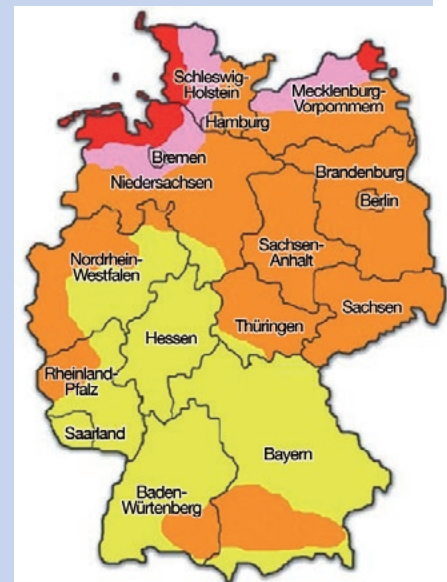 Schleswig-
Holstein
Mecklenburg-
Vorpommern
Hamburg
Bremen
Niedersachsen
Brandenburg
Berlin
Sachsen-
Anhalt
Nordrhein-
Westfalen
Sachsen
Thüringen
Hessen
Rheinland-
Pfalz
Saarland
Bayern
Baden-
Würtenberg